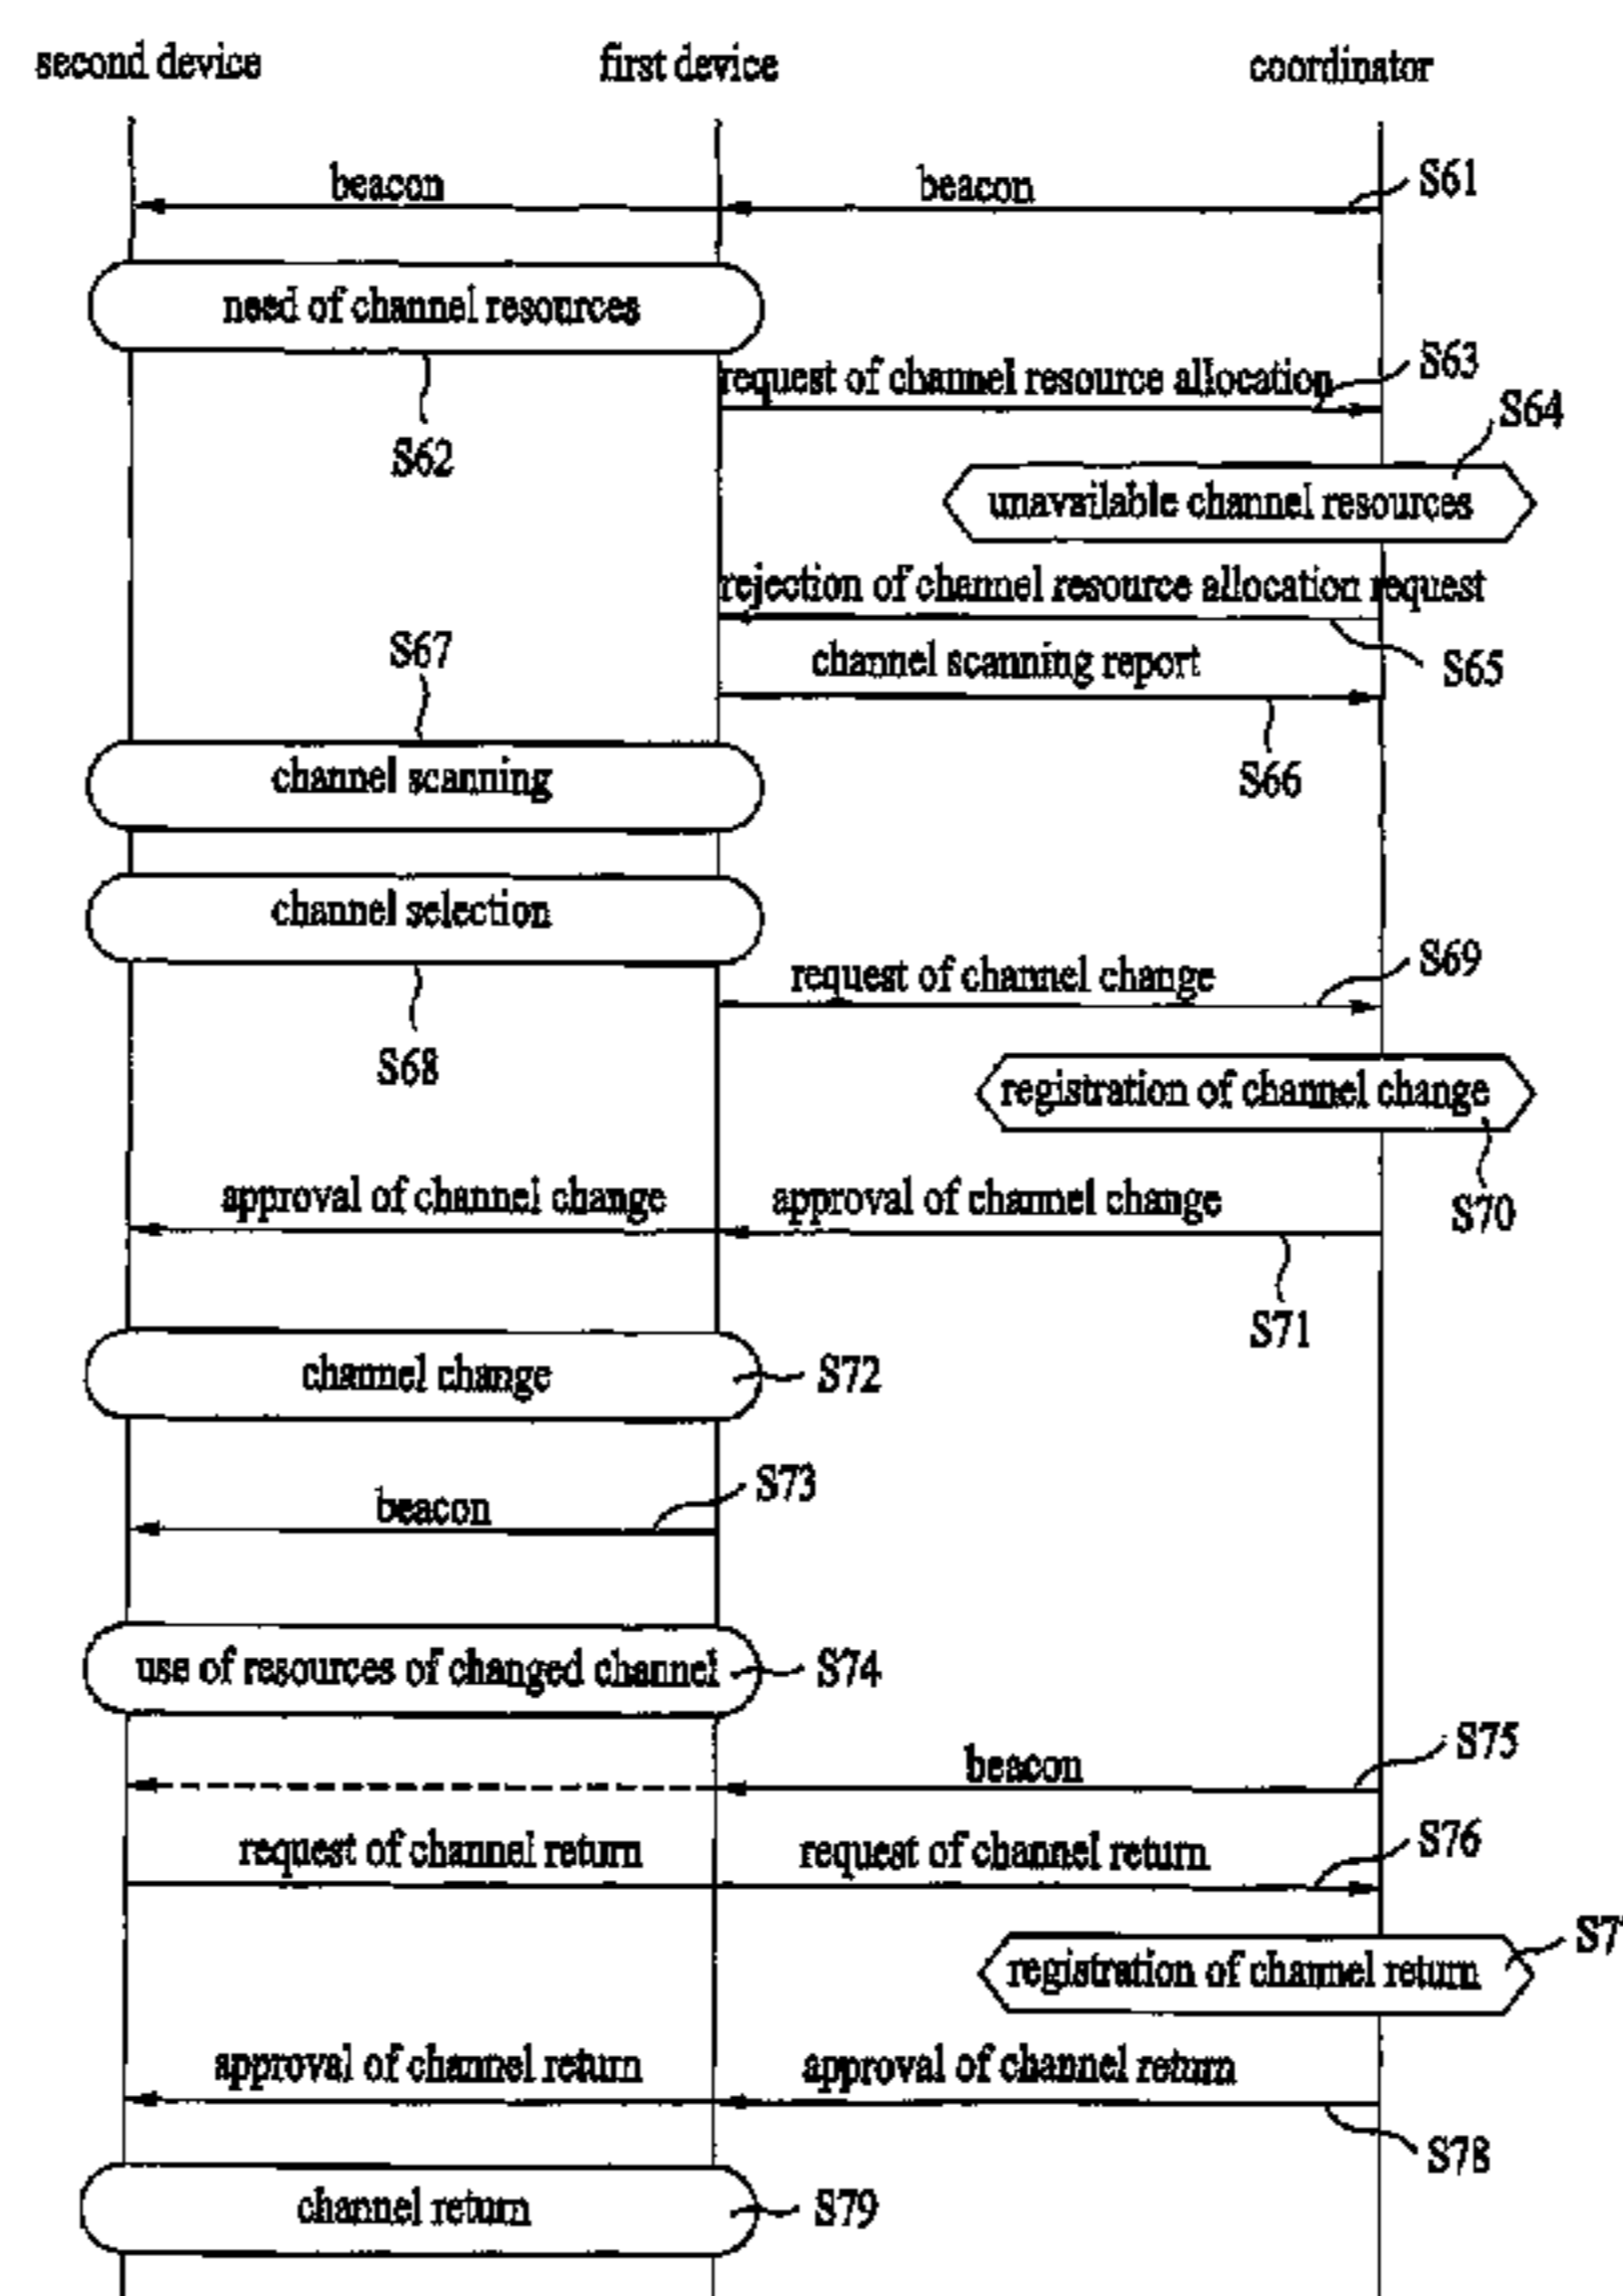 second device first device coordinator
beacon beacon S61
need of channel resources
request of channel resource allocation S63
S62
S64
unavailable channel resources
rejection of channel resource allocation request
S67
channel scanning report S65
channel scanning
S66
channel selection
request of channel change S69
S68
registration of channel change
approval of channel change approval of channel change
S70
S71
channel change S72
S73
beacon
use of resources of changed channel S74
S75
beacon
request of channel return request of channel return S76
S7
registration of channel return
approval of channel return approval of channel return
S78
channel return S79